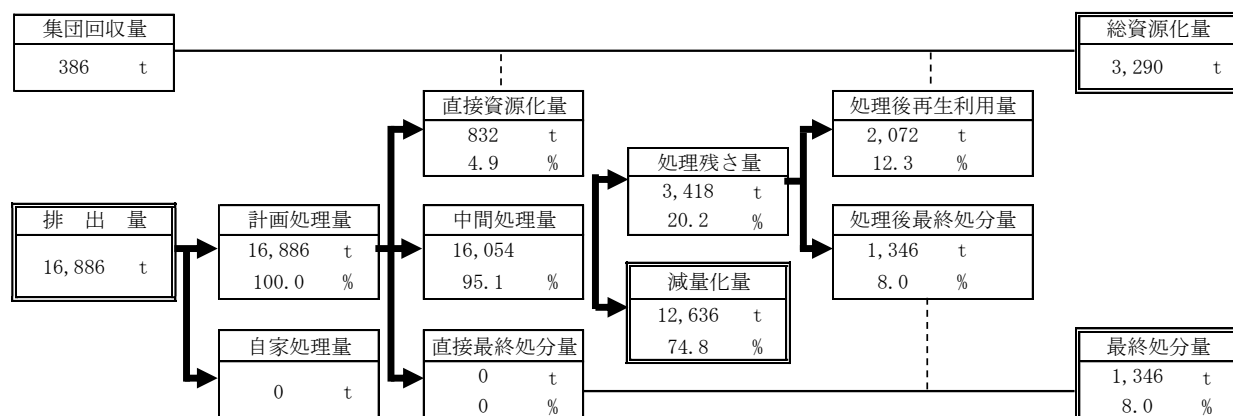 集団回収量
386 t
総資源化量
3,290 t
直接資源化量
832 t
4.9 %
処理後再生利用量
2,072 t
12.3 %
処理残さ量
3,418 t
20.2 %
排 出 量
16,886 t
計画処理量
16,886 t
100.0 %
中間処理量
16,054
95.1 %
処理後最終処分量
1,346 t
8.0 %
減量化量
12,636 t
74.8 %
自家処理量
0 t
直接最終処分量
0 t
0 %
最終処分量
1,346 t
8.0 %